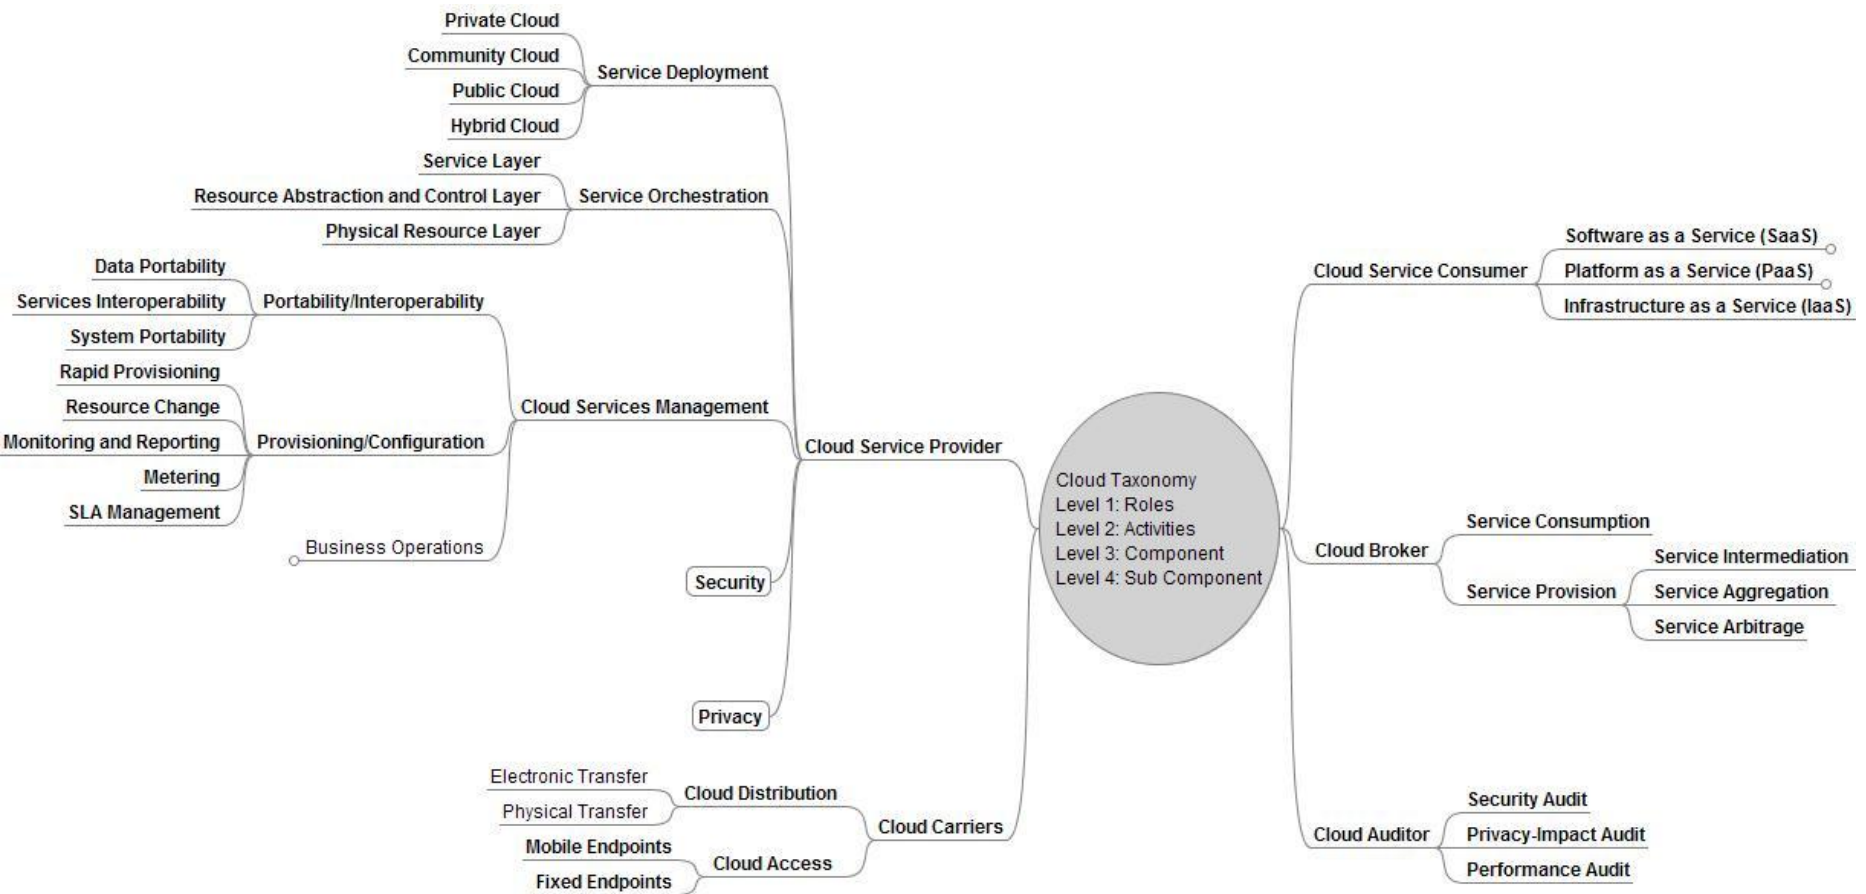 Private Cloud
Community Cloud
Public Cloud
Hybrid Cloud
Service Deployment
Service Layer
Resource Abstraction and Control Layer
Physical Resource Layer
Service Orchestration
Data Portability
Services Interoperability
System Portability
Portability/Interoperability
Rapid Provisioning
Resource Change
Monitoring and Reporting
Metering
SLA Management
Provisioning/Configuration
Business Operations
Cloud Services Management
Security
Privacy
Cloud Service Provider
Electronic Transfer
Physical Transfer
Cloud Distribution
Mobile Endpoints
Fixed Endpoints
Cloud Access
Cloud Carriers
Cloud Taxonomy
Level 1: Roles
Level 2: Activities
Level 3: Component
Level 4: Sub Component
Cloud Service Consumer
Software as a Service (SaaS)
Platform as a Service (PaaS)
Infrastructure as a Service (IaaS)
Cloud Broker
Service Consumption
Service Provision
Service Intermediation
Service Aggregation
Service Arbitrage
Cloud Auditor
Security Audit
Privacy-Impact Audit
Performance Audit